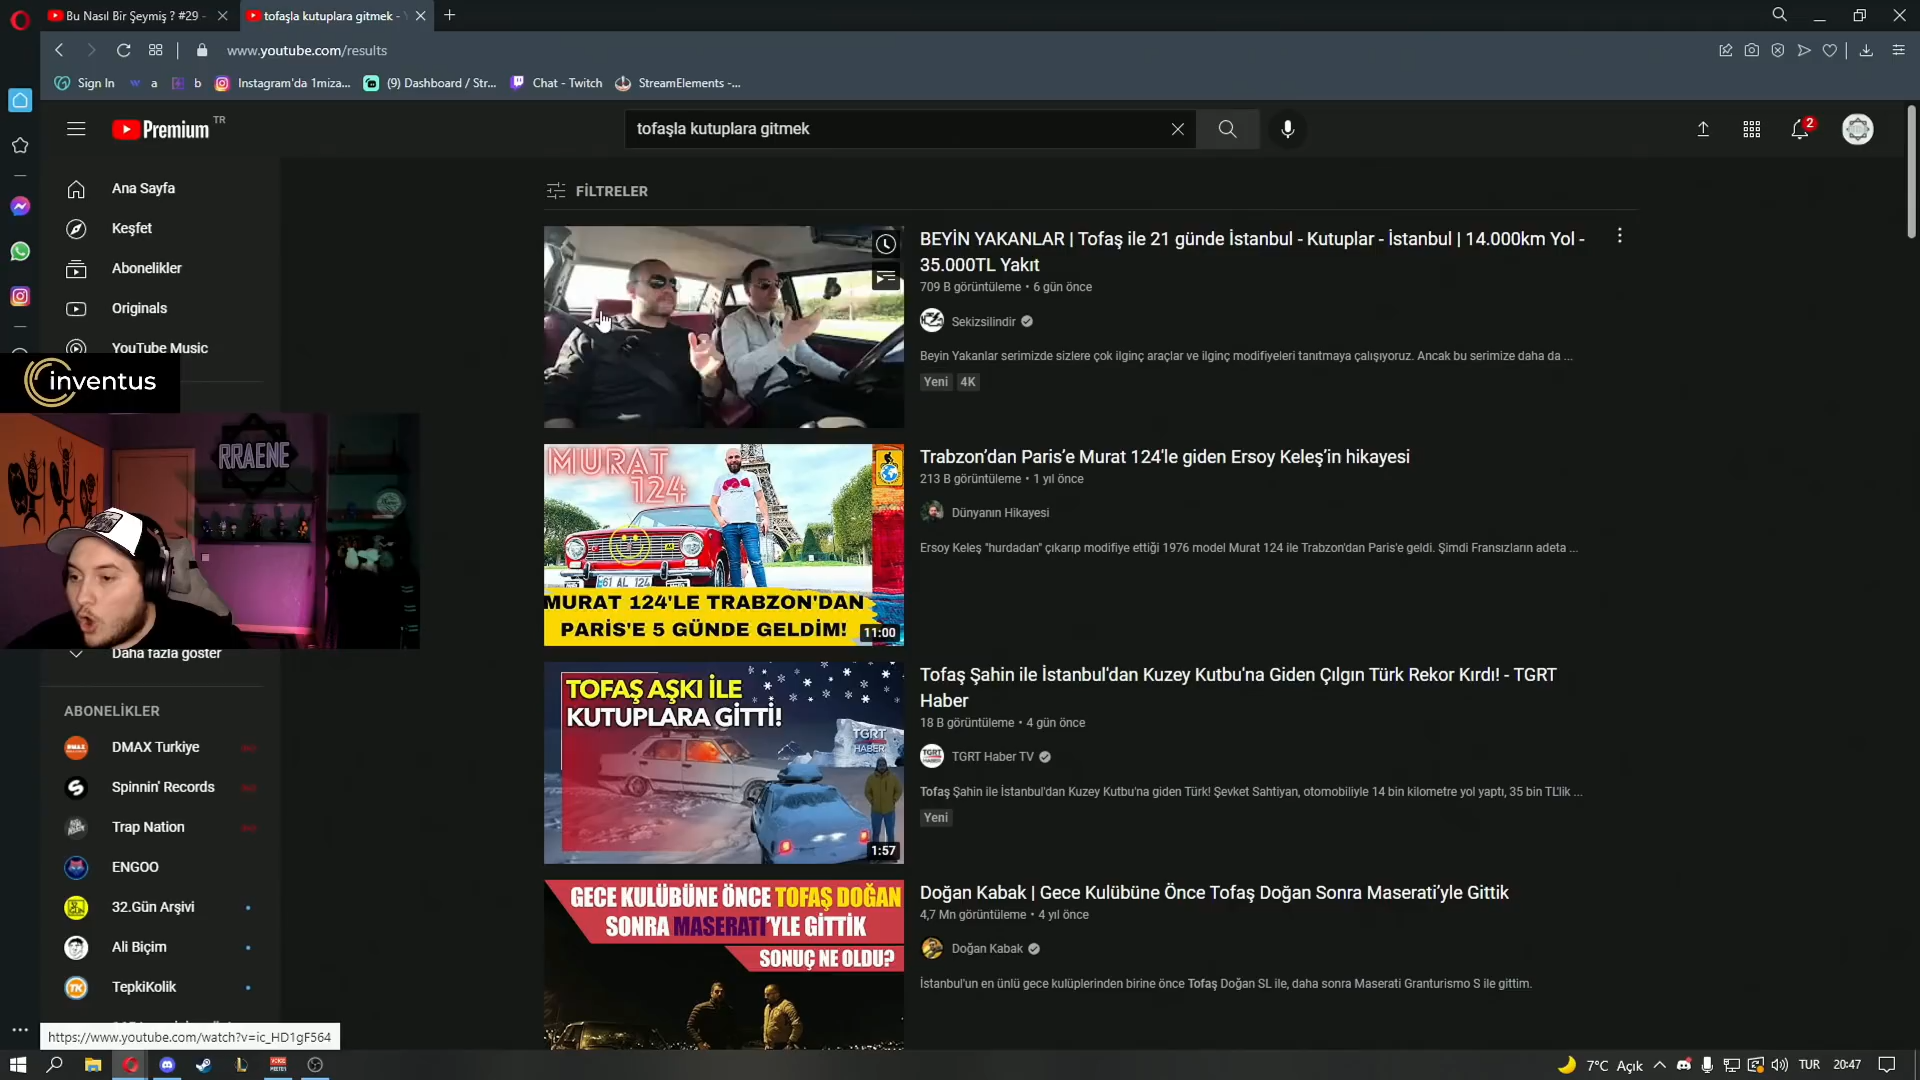 Bu Nasıl Bir Şeymiş ? #29 -
tofaşla kutuplara gitmek -
www.youtube.com/results
Sign In
a
b
Instagram'da 1miza...
(9) Dashboard / Str...
Chat - Twitch
StreamElements -...
Premium TR
tofaşla kutuplara gitmek
2
Ana Sayfa
Keşfet
Abonelikler
Originals
YouTube Music
inventus
RRAENE
Daha fazla göster
ABONELİKLER
DMAX Turkiye
Spinnin' Records
Trap Nation
ENGOO
32.Gün Arşivi
Ali Biçim
TepkiKolik
https://www.youtube.com/watch?v=ic_HD1gF564
FİLTRELER
BEYİN YAKANLAR | Tofaş ile 21 günde İstanbul - Kutuplar - İstanbul | 14.000km Yol -
35.000TL Yakıt
709 B görüntüleme • 6 gün önce
Sekizsilindir
Beyin Yakanlar serimizde sizlere çok ilginç araçlar ve ilginç modifiyeleri tanıtmaya çalışıyoruz. Ancak bu serimize daha da ...
Yeni 4K
MURAT
124
61 AL 124
MURAT 124'LE TRABZON'DAN
PARİS'E 5 GÜNDE GELDİM!
11:00
Trabzon'dan Paris'e Murat 124'le giden Ersoy Keleş'in hikayesi
213 B görüntüleme • 1 yıl önce
Dünyanın Hikayesi
Ersoy Keleş "hurdadan" çıkarıp modifiye ettiği 1976 model Murat 124 ile Trabzon'dan Paris'e geldi. Şimdi Fransızların adeta ...
TOFAŞ AŞKI İLE
KUTUPLARA GİTTİ!
TGRT
HABER
1:57
Tofaş Şahin ile İstanbul'dan Kuzey Kutbu'na Giden Çılgın Türk Rekor Kırdı! - TGRT
Haber
18 B görüntüleme • 4 gün önce
TGRT Haber TV
Tofaş Şahin ile İstanbul'dan Kuzey Kutbu'na giden Türk! Şevket Sahtiyan, otomobiliyle 14 bin kilometre yol yaptı, 35 bin TL'lik ...
Yeni
GECE KULÜBÜNE ÖNCE TOFAŞ DOĞAN
SONRA MASERATI'YLE GİTTİK
SONUÇ NE OLDU?
Doğan Kabak | Gece Kulübüne Önce Tofaş Doğan Sonra Maserati'yle Gittik
4,7 Mn görüntüleme • 4 yıl önce
Doğan Kabak
İstanbul'un en ünlü gece kulüplerinden birine önce Tofaş Doğan SL ile, daha sonra Maserati Granturismo S ile gittim.
7°C Açık
TUR
20:47